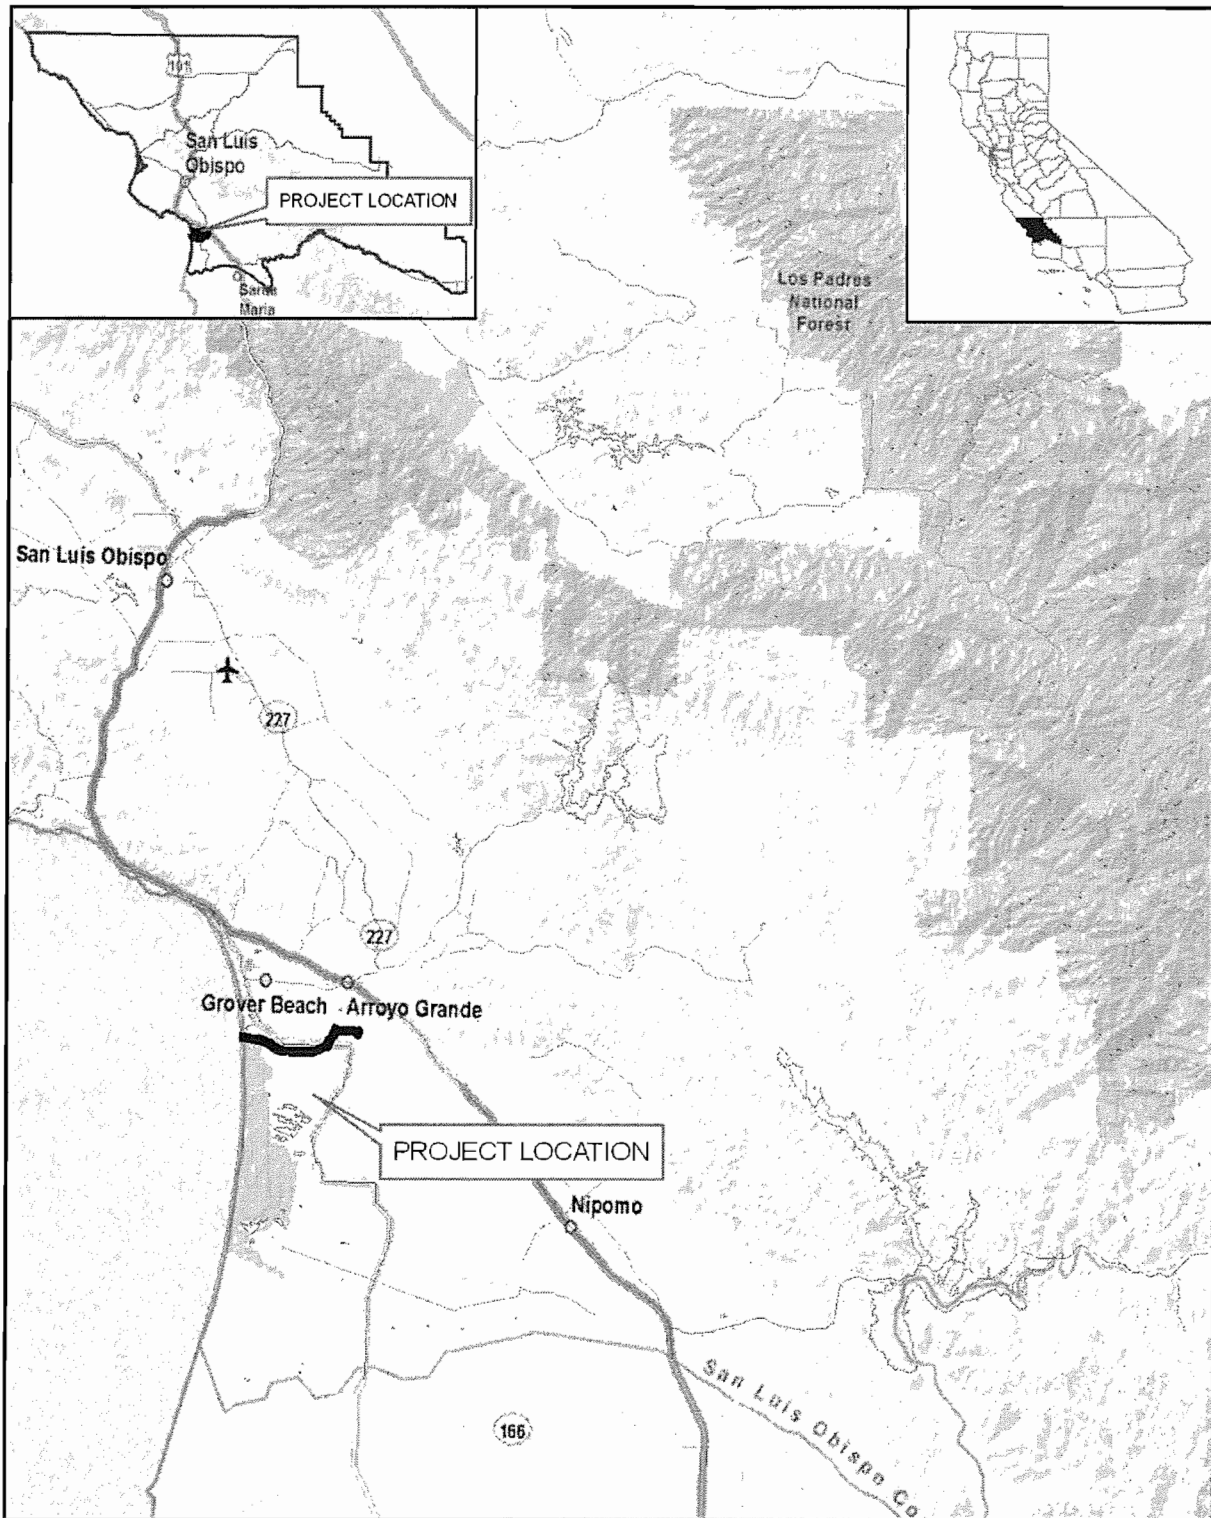 101
San Luis
Obispo
PROJECT LOCATION
Santa
Maria
Los Padres
National
Forest
San Luis Obispo
227
227
Grover Beach
Arroyo Grande
PROJECT LOCATION
Nipomo
166
San Luis Obispo Co